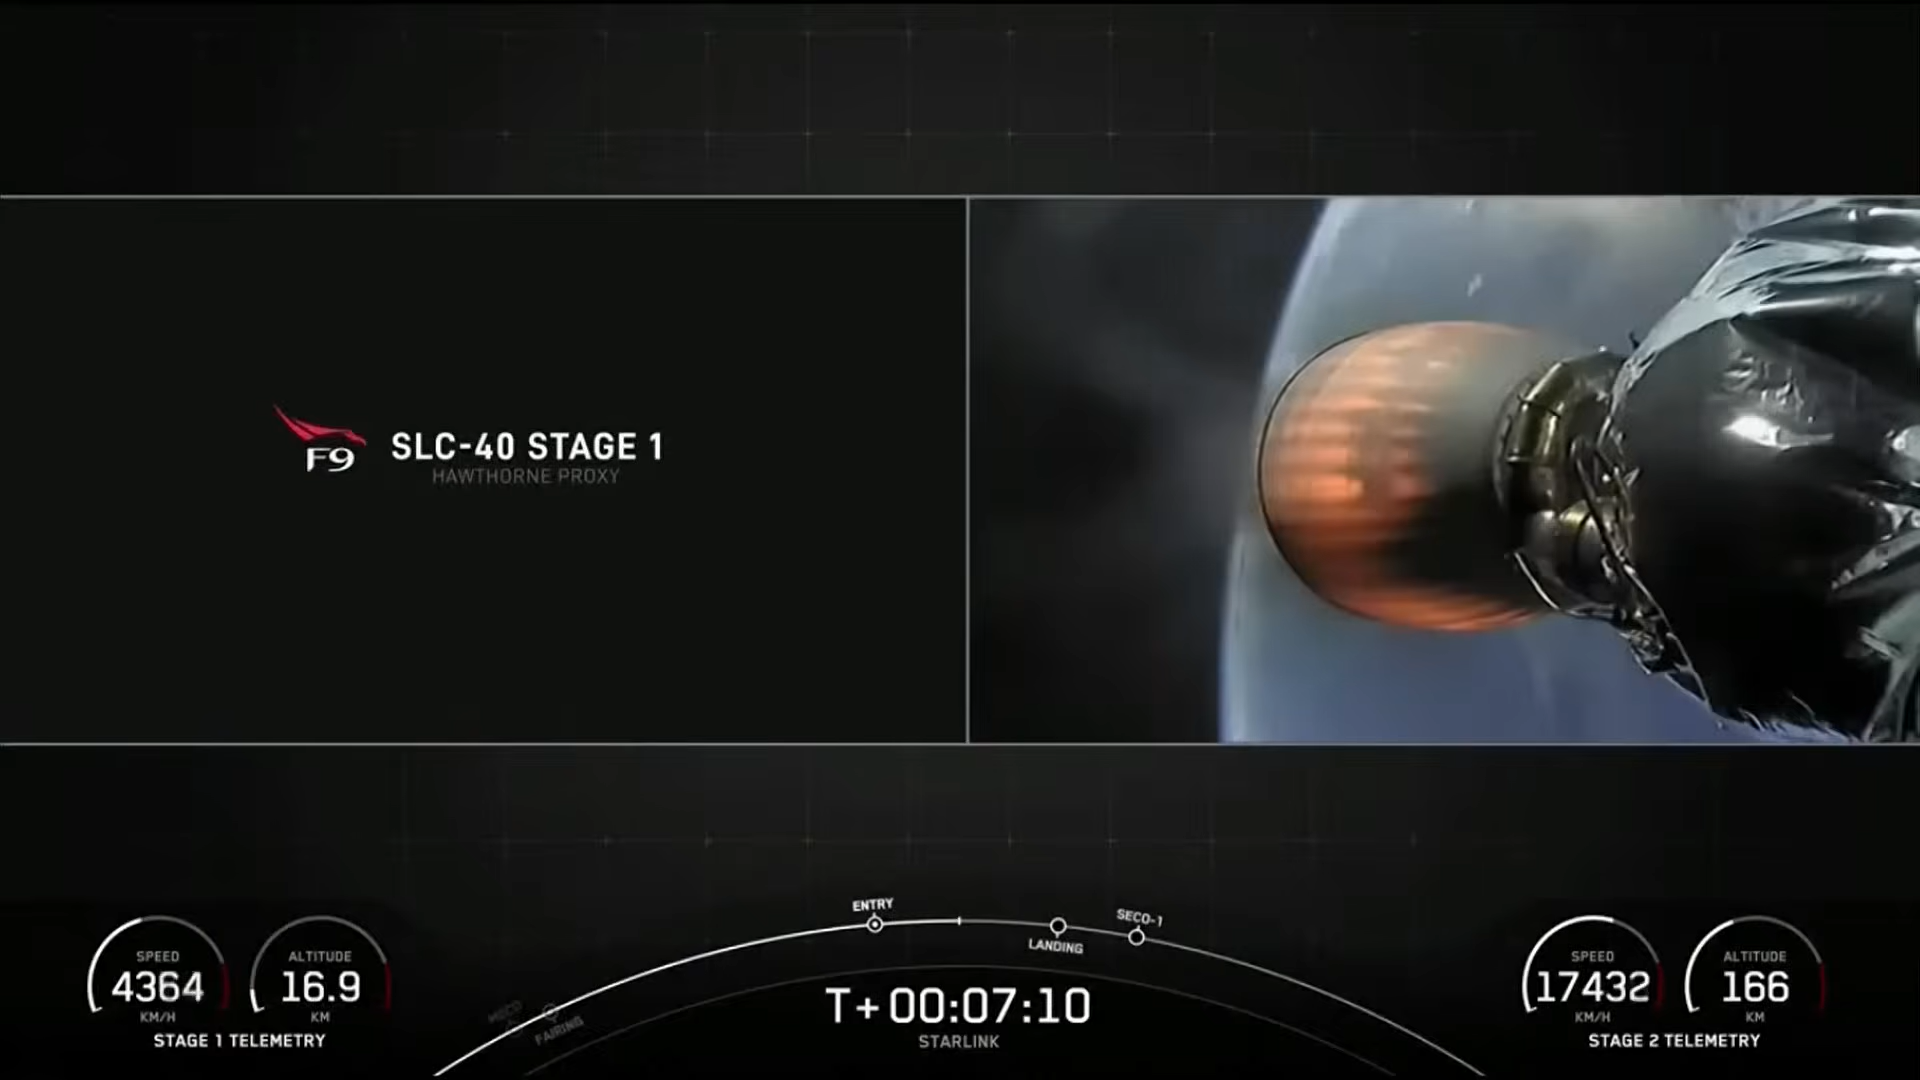 F9
SLC-40 STAGE 1
HAWTHORNE PROXY
ENTRY
SECO-1
LANDING
MECO
FAIRING
SPEED
4364
KM/H
ALTITUDE
16.9
KM
STAGE 1 TELEMETRY
T+00:07:10
STARLINK
SPEED
17432
KM/H
ALTITUDE
166
KM
STAGE 2 TELEMETRY